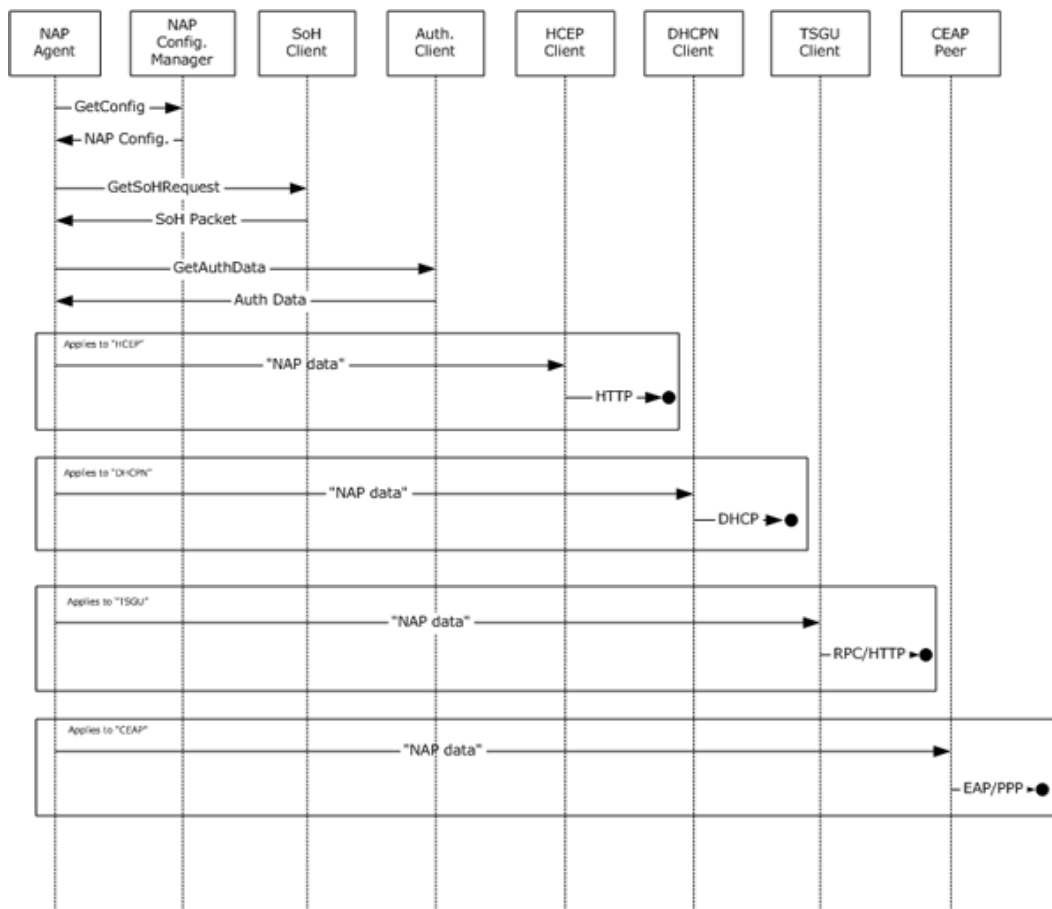 NAP
Agent
NAP
Config.
Manager
SoH
Client
Auth.
Client
HCEP
Client
DHCPN
Client
TSGU
Client
CEAP
Peer
GetConfig
NAP Config.
GetSoHRequest
SoH Packet
GetAuthData
Auth Data
Applies to "HCEP"
"NAP data"
HTTP
Applies to "DHCPN"
"NAP data"
DHCP
Applies to "TSGU"
"NAP data"
RPC/HTTP
Applies to "CEAP"
"NAP data"
EAP/PPP